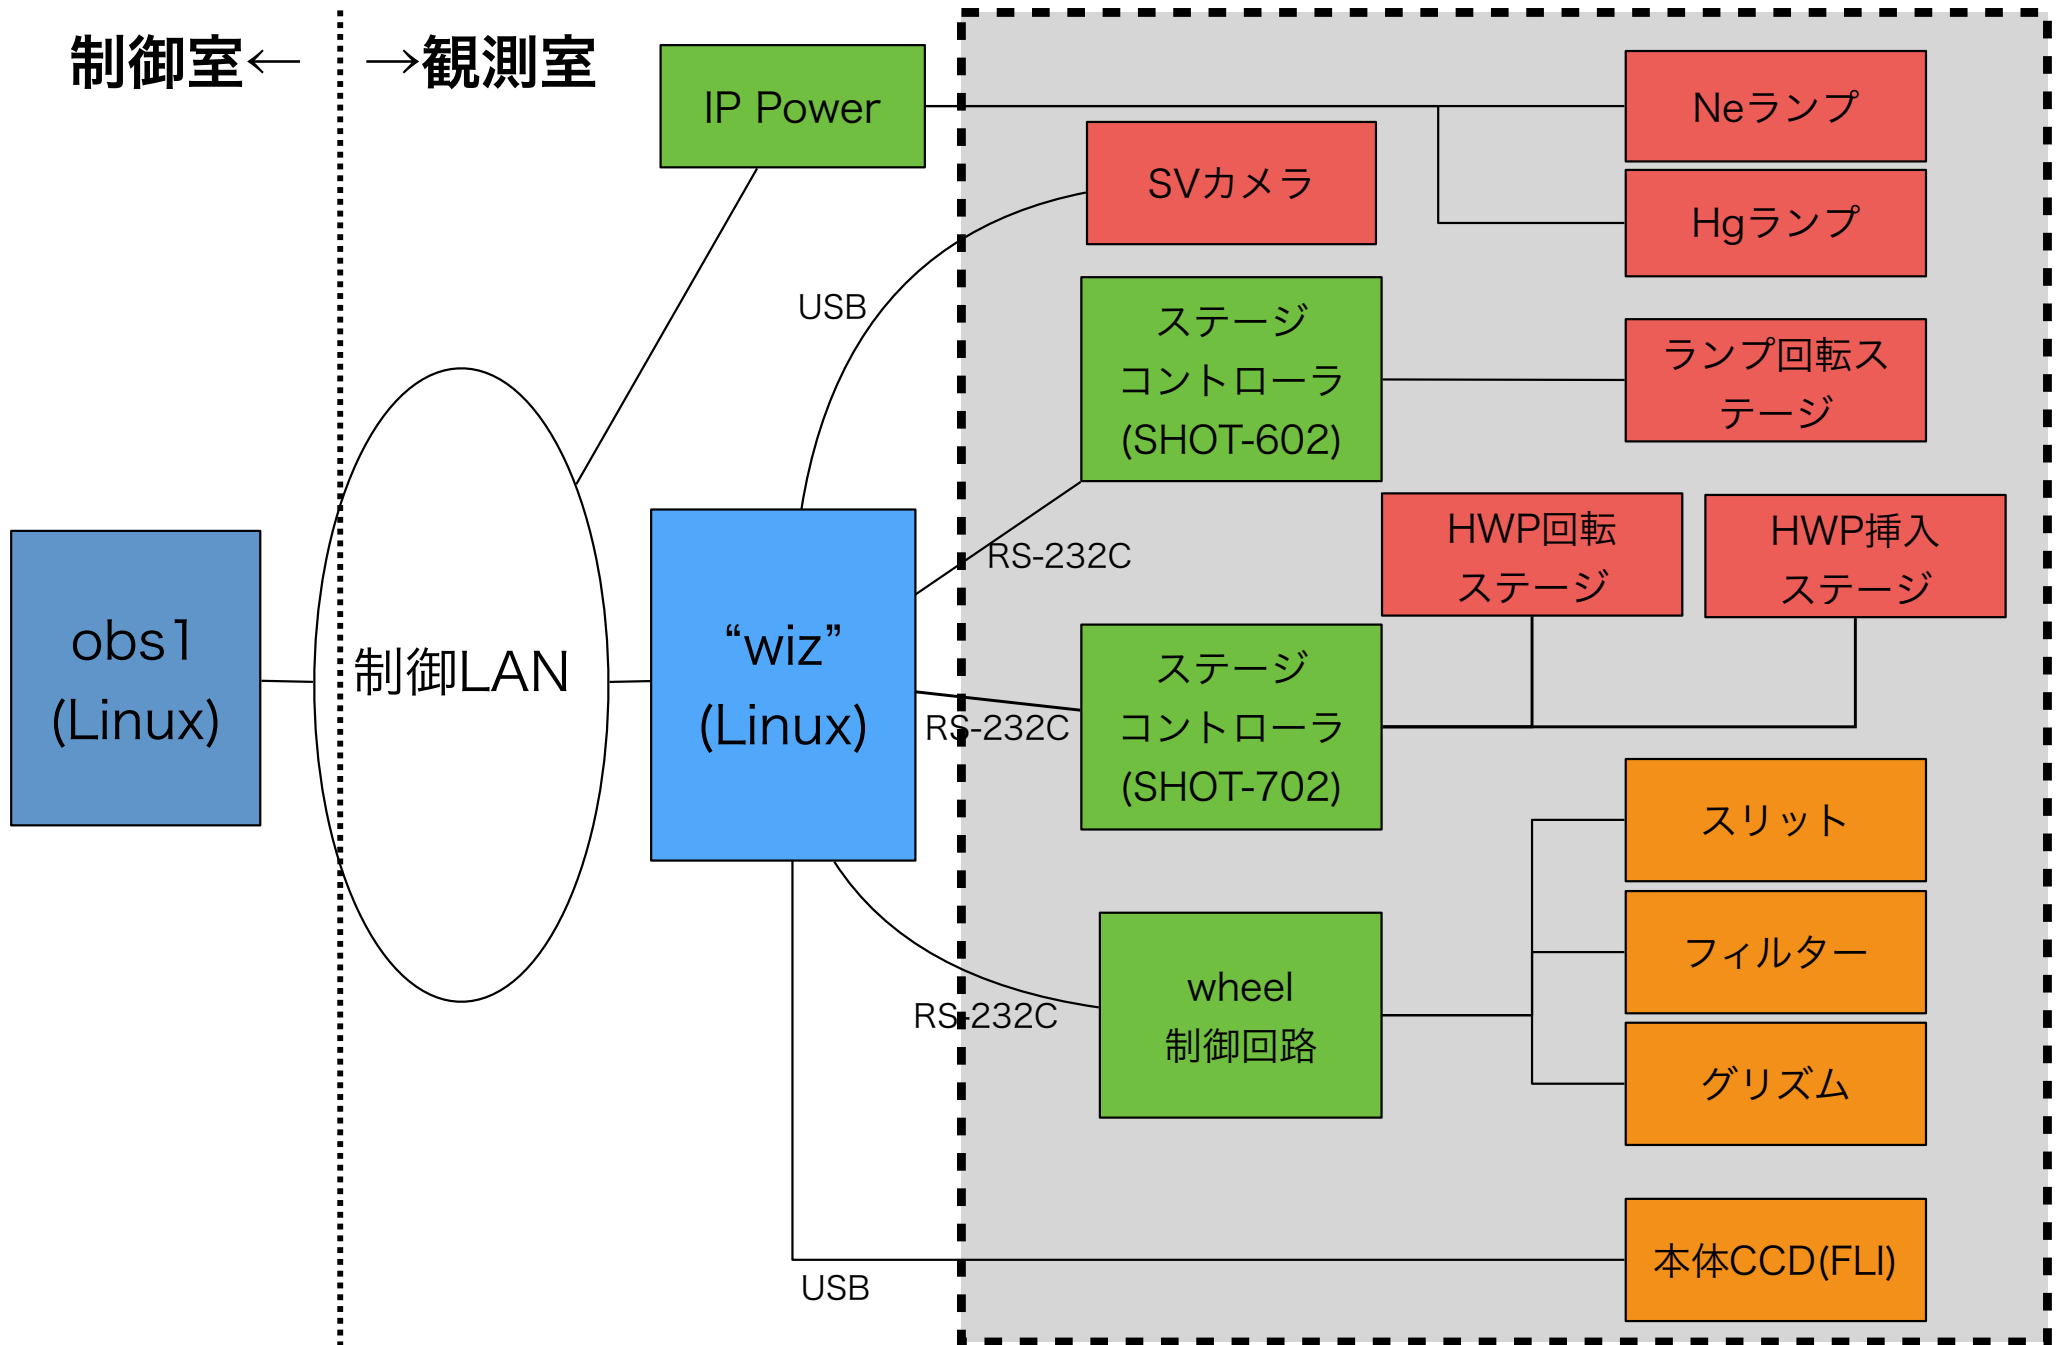 制御室←
→観測室
IP Power
Neランプ
SVカメラ
Hgランプ
USB
ステージ
コントローラ
(SHOT-602)
ランプ回転ス
テージ
RS-232C
HWP回転
ステージ
HWP挿入
ステージ
obs1
(Linux)
制御LAN
“wiz”
(Linux)
RS-232C
ステージ
コントローラ
(SHOT-702)
スリット
フィルター
wheel
制御回路
RS-232C
グリズム
本体CCD(FLI)
USB